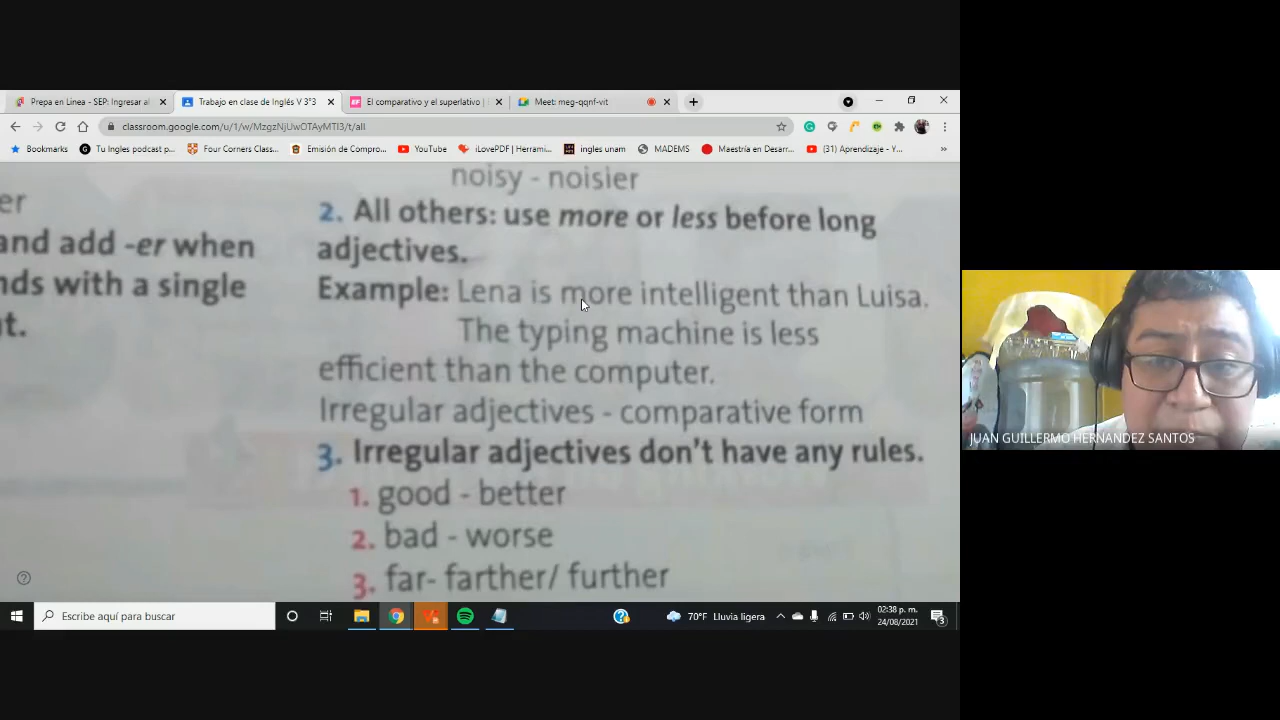 Prepa en Línea - SEP: Ingresar al
Trabajo en clase de Inglés V 3°3
El comparativo y el superlativo |
Meet: meg-qqnf-vit
classroom.google.com/u/1/w/MzgzNjUwOTAyMTI3/t/all
Bookmarks
Tu Ingles podcast p...
Four Corners Class...
Emisión de Compro...
YouTube
iLovePDF | Herrami...
ingles unam
MADEMS
Maestría en Desarr...
(31) Aprendizaje - Y...
»
er
and add -er when
nds with a single
t.
noisy - noisier
2. All others: use more or less before long
adjectives.
Example: Lena is more intelligent than Luisa.
The typing machine is less
efficient than the computer.
Irregular adjectives - comparative form
3. Irregular adjectives don't have any rules.
1. good - better
2. bad - worse
3. far- farther/ further
JUAN GUILLERMO HERNANDEZ SANTOS
Escribe aquí para buscar
70°F Lluvia ligera
02:38 p. m.
24/08/2021
3